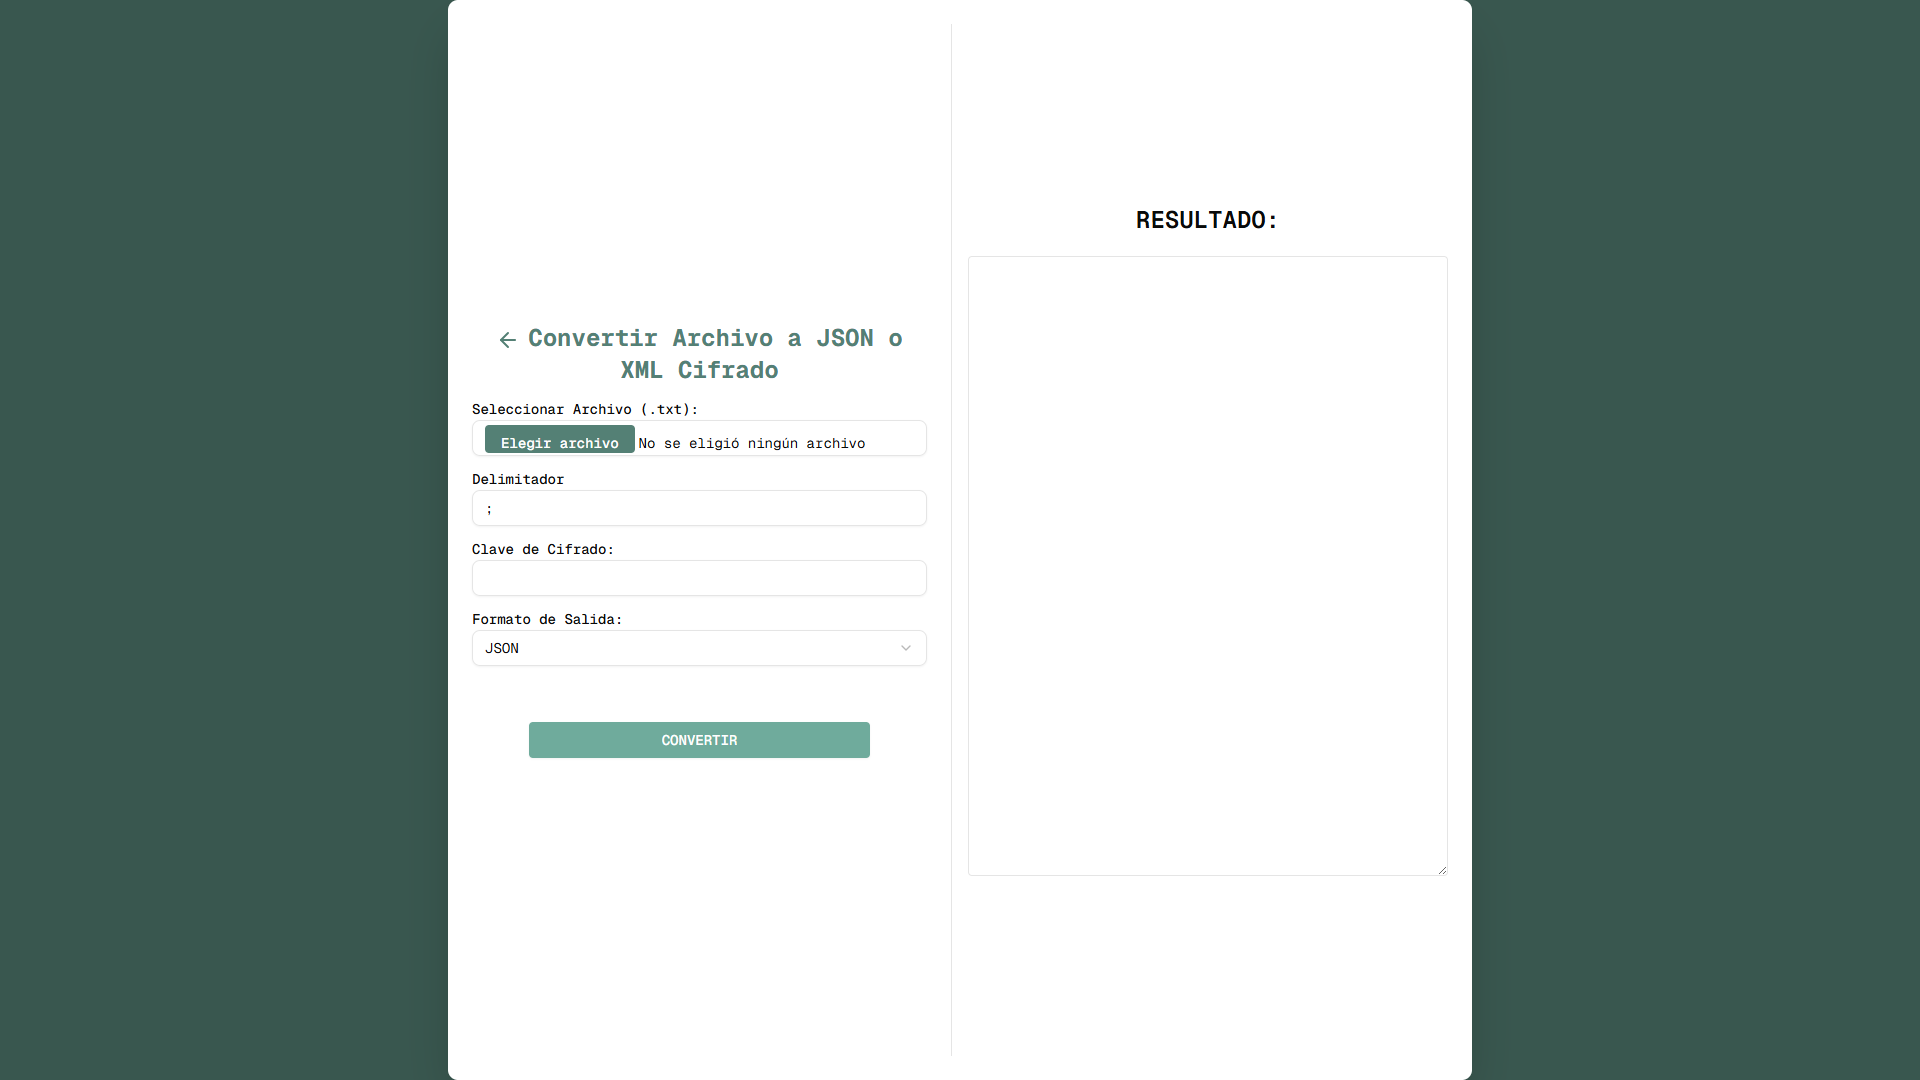 Convertir Archivo a JSON o
XML Cifrado
Seleccionar Archivo (.txt):
Elegir archivo No se eligió ningún archivo
Delimitador
;
Clave de Cifrado:
Formato de Salida:
JSON
CONVERTIR
RESULTADO: